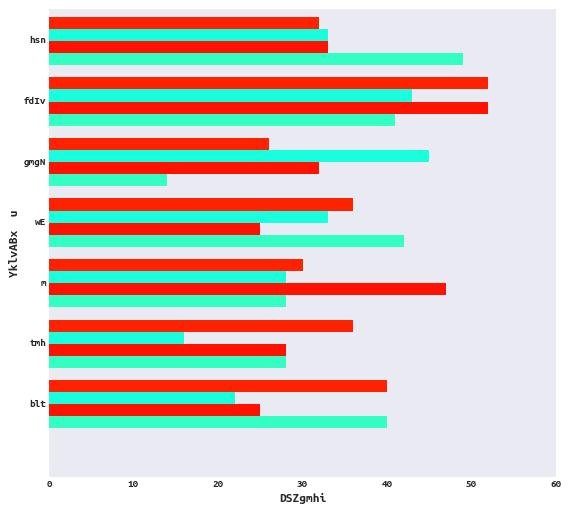 hsn
fdIv
gmgN
wE
m
tmh
blt
YklvABx  u
0 10 20 30 40 50 60
DSZgmhi